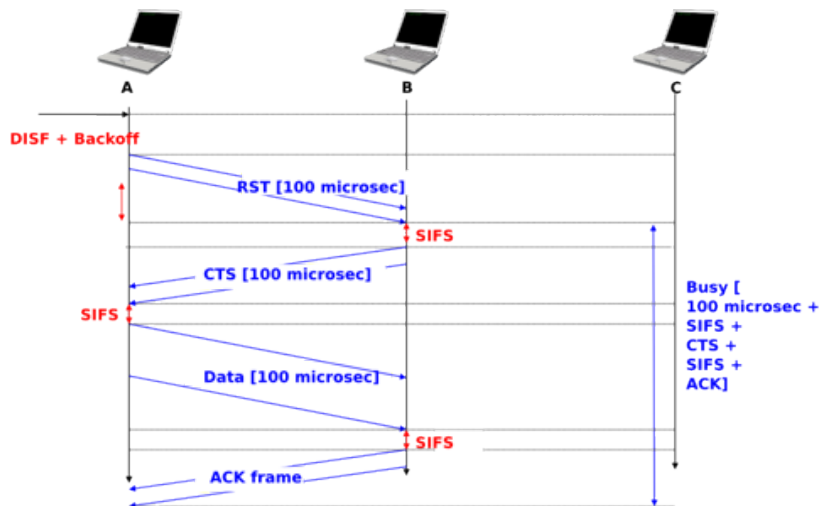 A
B
C
DISF + Backoff
RST [100 microsec]
SIFS
CTS [100 microsec]
SIFS
Busy [
100 microsec +
SIFS +
CTS +
SIFS +
ACK]
Data [100 microsec]
SIFS
ACK frame